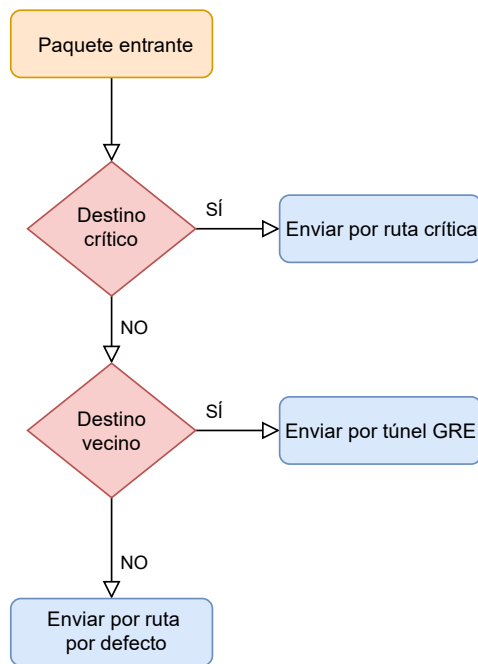 Paquete entrante
Destino
crítico
SÍ
Enviar por ruta crítica
NO
Destino
vecino
SÍ
Enviar por túnel GRE
NO
Enviar por ruta
por defecto